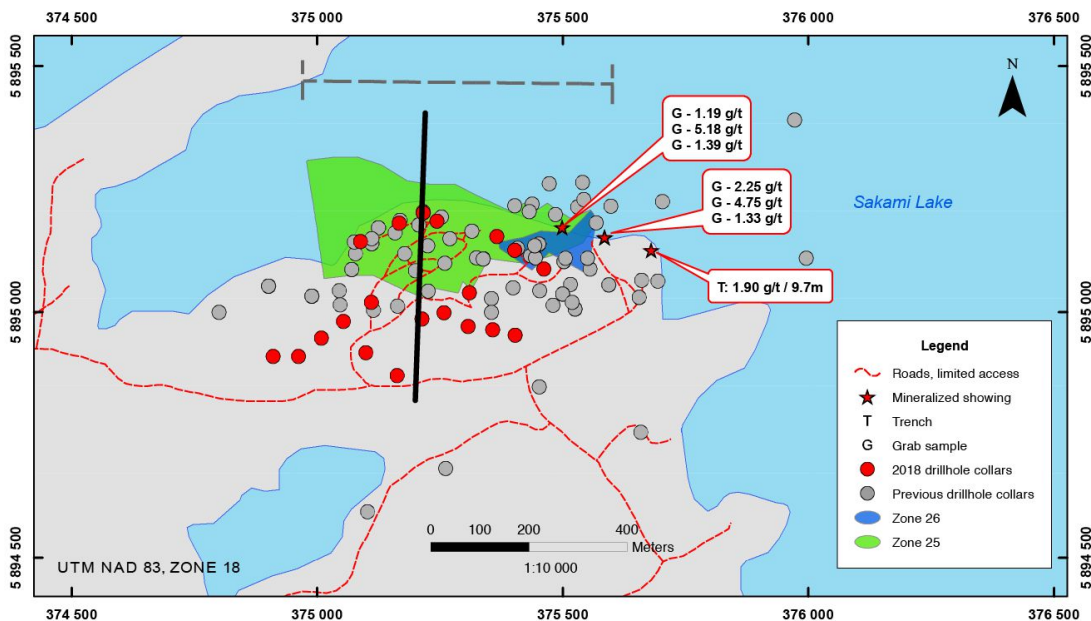 374 500
375 000
375 500
376 000
376 500
5 895 500
5 895 500
N
G - 1.19 g/t
G - 5.18 g/t
G - 1.39 g/t
G - 2.25 g/t
G - 4.75 g/t
G - 1.33 g/t
Sakami Lake
T: 1.90 g/t / 9.7m
5 895 000
5 895 000
Legend
Roads, limited access
Mineralized showing
T Trench
G Grab sample
2018 drillhole collars
Previous drillhole collars
Zone 26
Zone 25
0 100 200 400
Meters
1:10 000
UTM NAD 83, ZONE 18
5 894 500
5 894 500
374 500
375 000
375 500
376 000
376 500